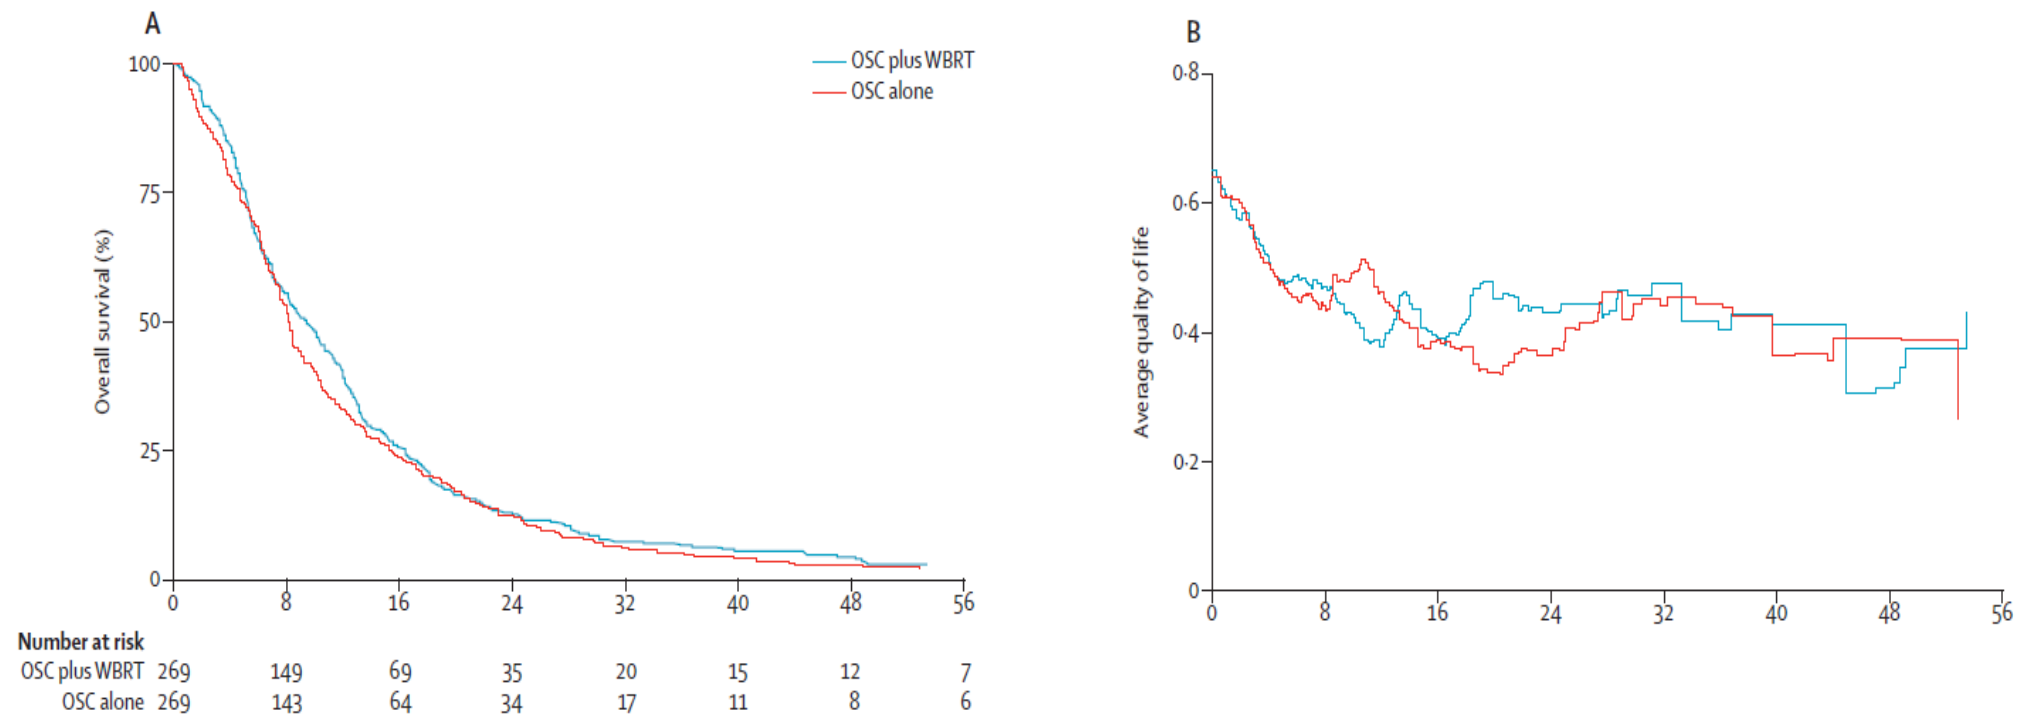 A
OSC plus WBRT
OSC alone
Overall survival (%)
100
75
50
25
0
0 8 16 24 32 40 48 56
Number at risk
OSC plus WBRT 269 149 69 35 20 15 12 7
OSC alone 269 143 64 34 17 11 8 6
B
Average quality of life
0·8
0·6
0·4
0·2
0
0 8 16 24 32 40 48 56